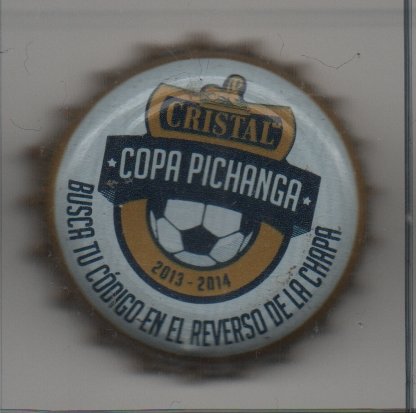 CRISTAL
COPA PICHANGA
2013 - 2014
BUSCA TU CÓDIGO EN EL REVERSO DE LA CHAPA.